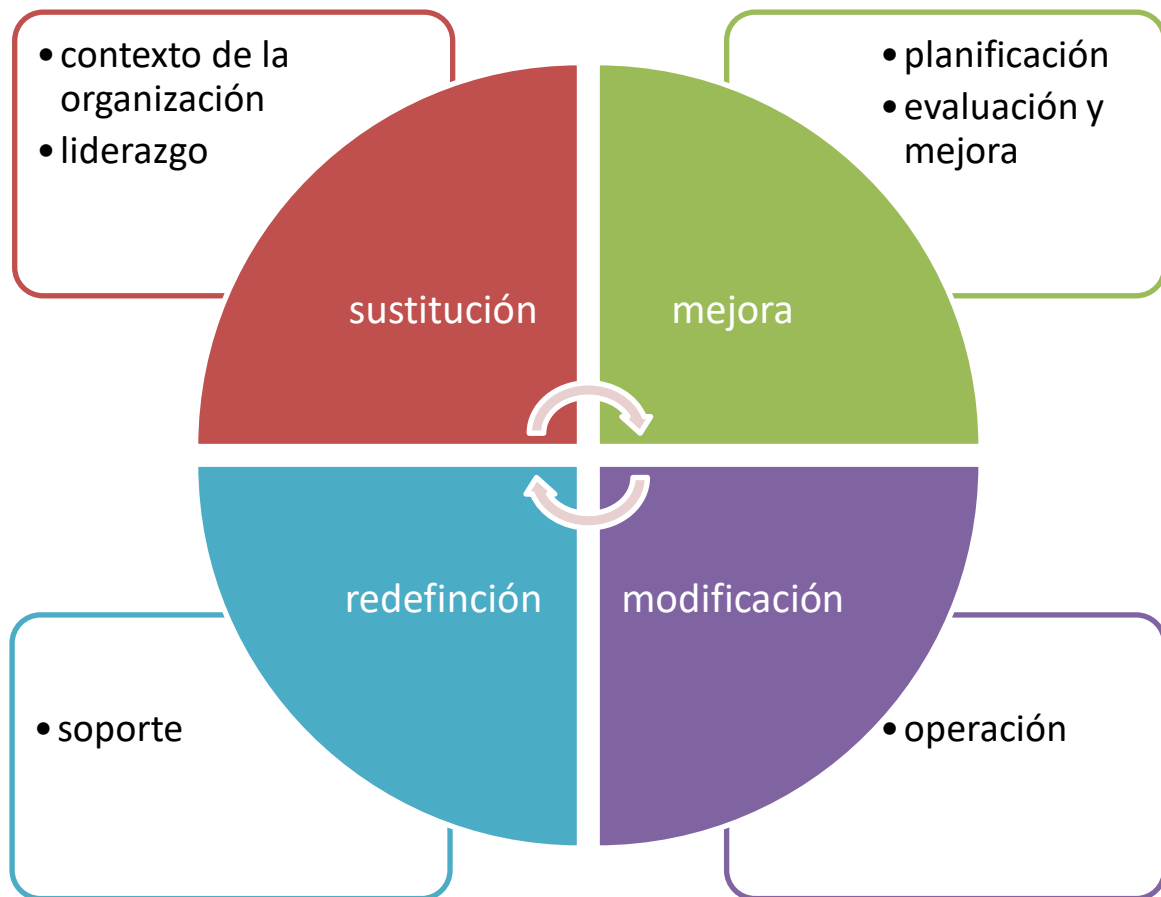 • contexto de la
organización
• liderazgo
• planificación
• evaluación y
mejora
sustitución
mejora
redefinción
modificación
• soporte
• operación